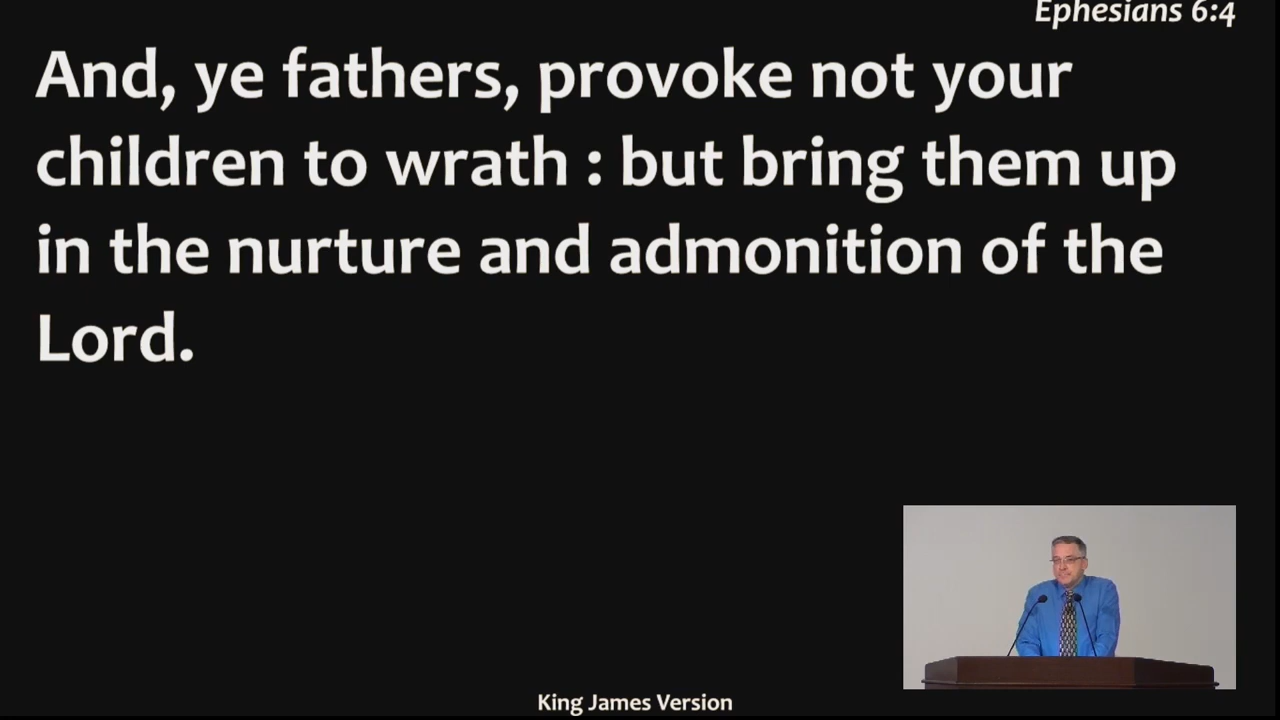 Ephesians 6:4
And, ye fathers, provoke not your
children to wrath : but bring them up
in the nurture and admonition of the
Lord.
King James Version